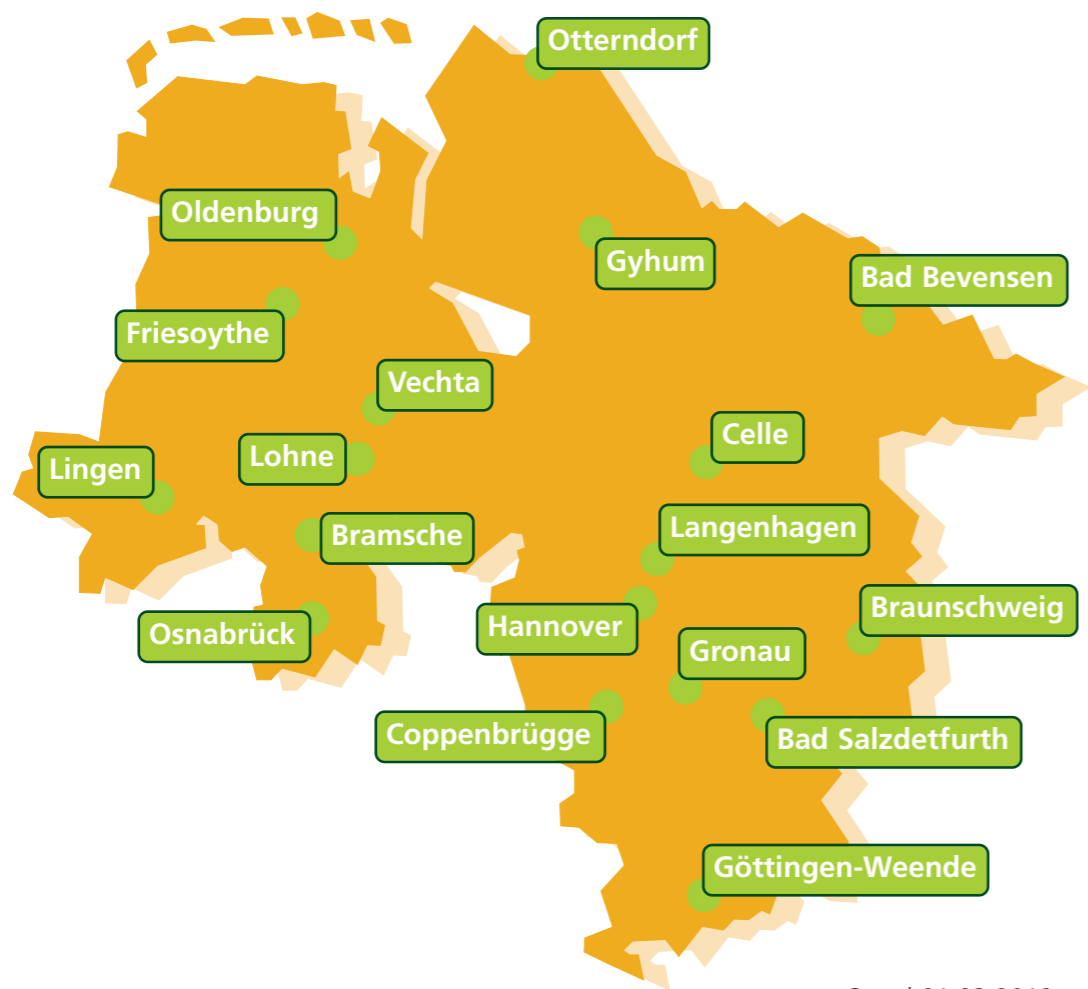 Otterndorf
Oldenburg
Gyhum
Bad Bevensen
Friesoythe
Vechta
Celle
Lohne
Lingen
Langenhagen
Bramsche
Braunschweig
Hannover
Osnabrück
Gronau
Coppenbrügge
Bad Salzdetfurth
Göttingen-Weende